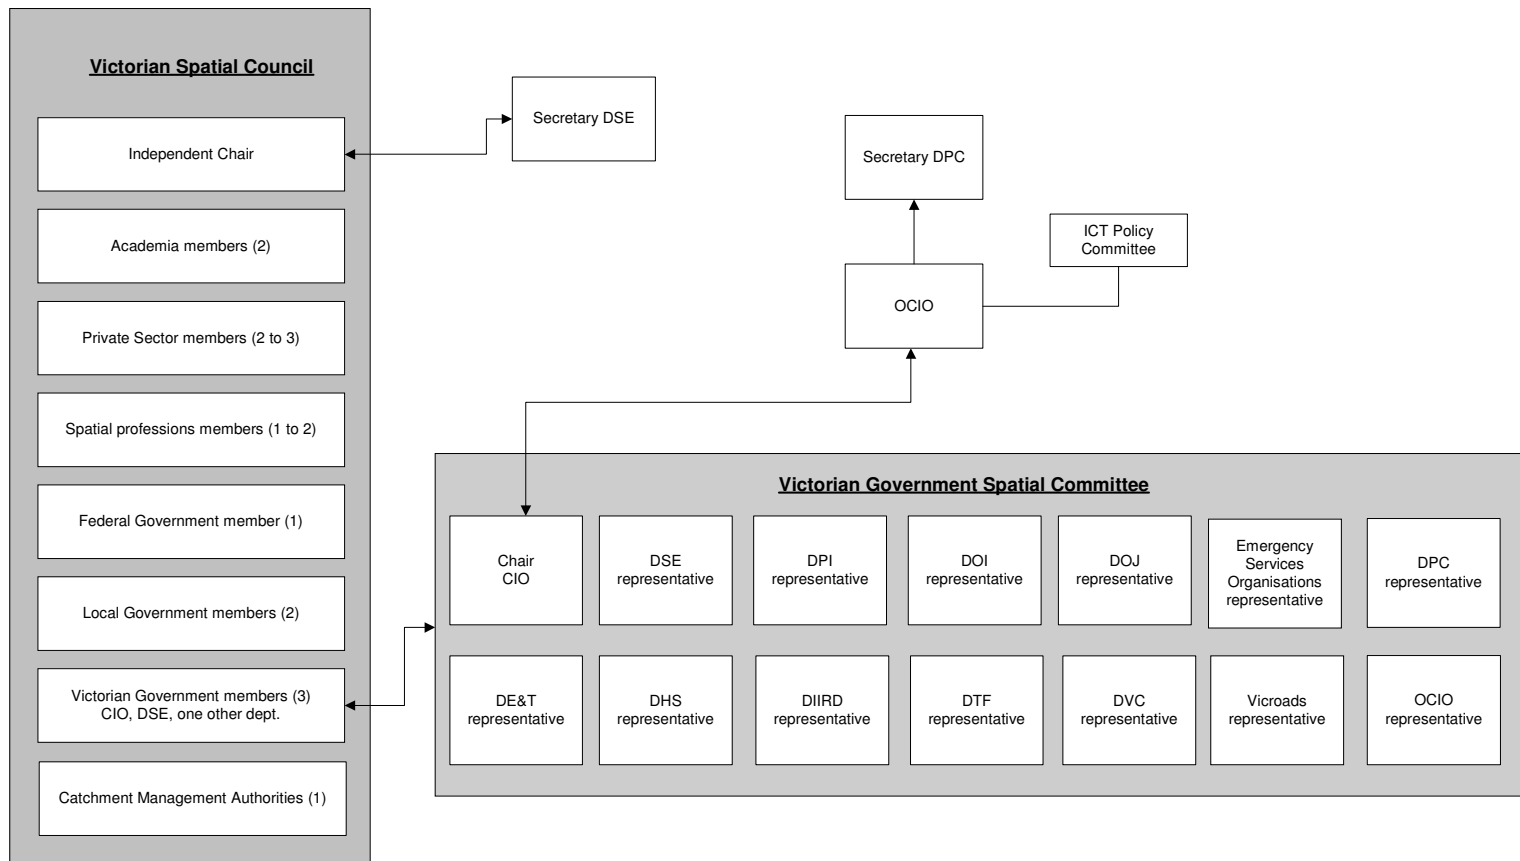 Victorian Spatial Council
Independent Chair
Academia members (2)
Private Sector members (2 to 3)
Spatial professions members (1 to 2)
Federal Government member (1)
Local Government members (2)
Victorian Government members (3)
CIO, DSE, one other dept.
Catchment Management Authorities (1)
Secretary DSE
Secretary DPC
ICT Policy
Committee
OCIO
Victorian Government Spatial Committee
Chair
CIO
DSE
representative
DPI
representative
DOI
representative
DOJ
representative
Emergency
Services
Organisations
representative
DPC
representative
DE&T
representative
DHS
representative
DIIRD
representative
DTF
representative
DVC
representative
Vicroads
representative
OCIO
representative